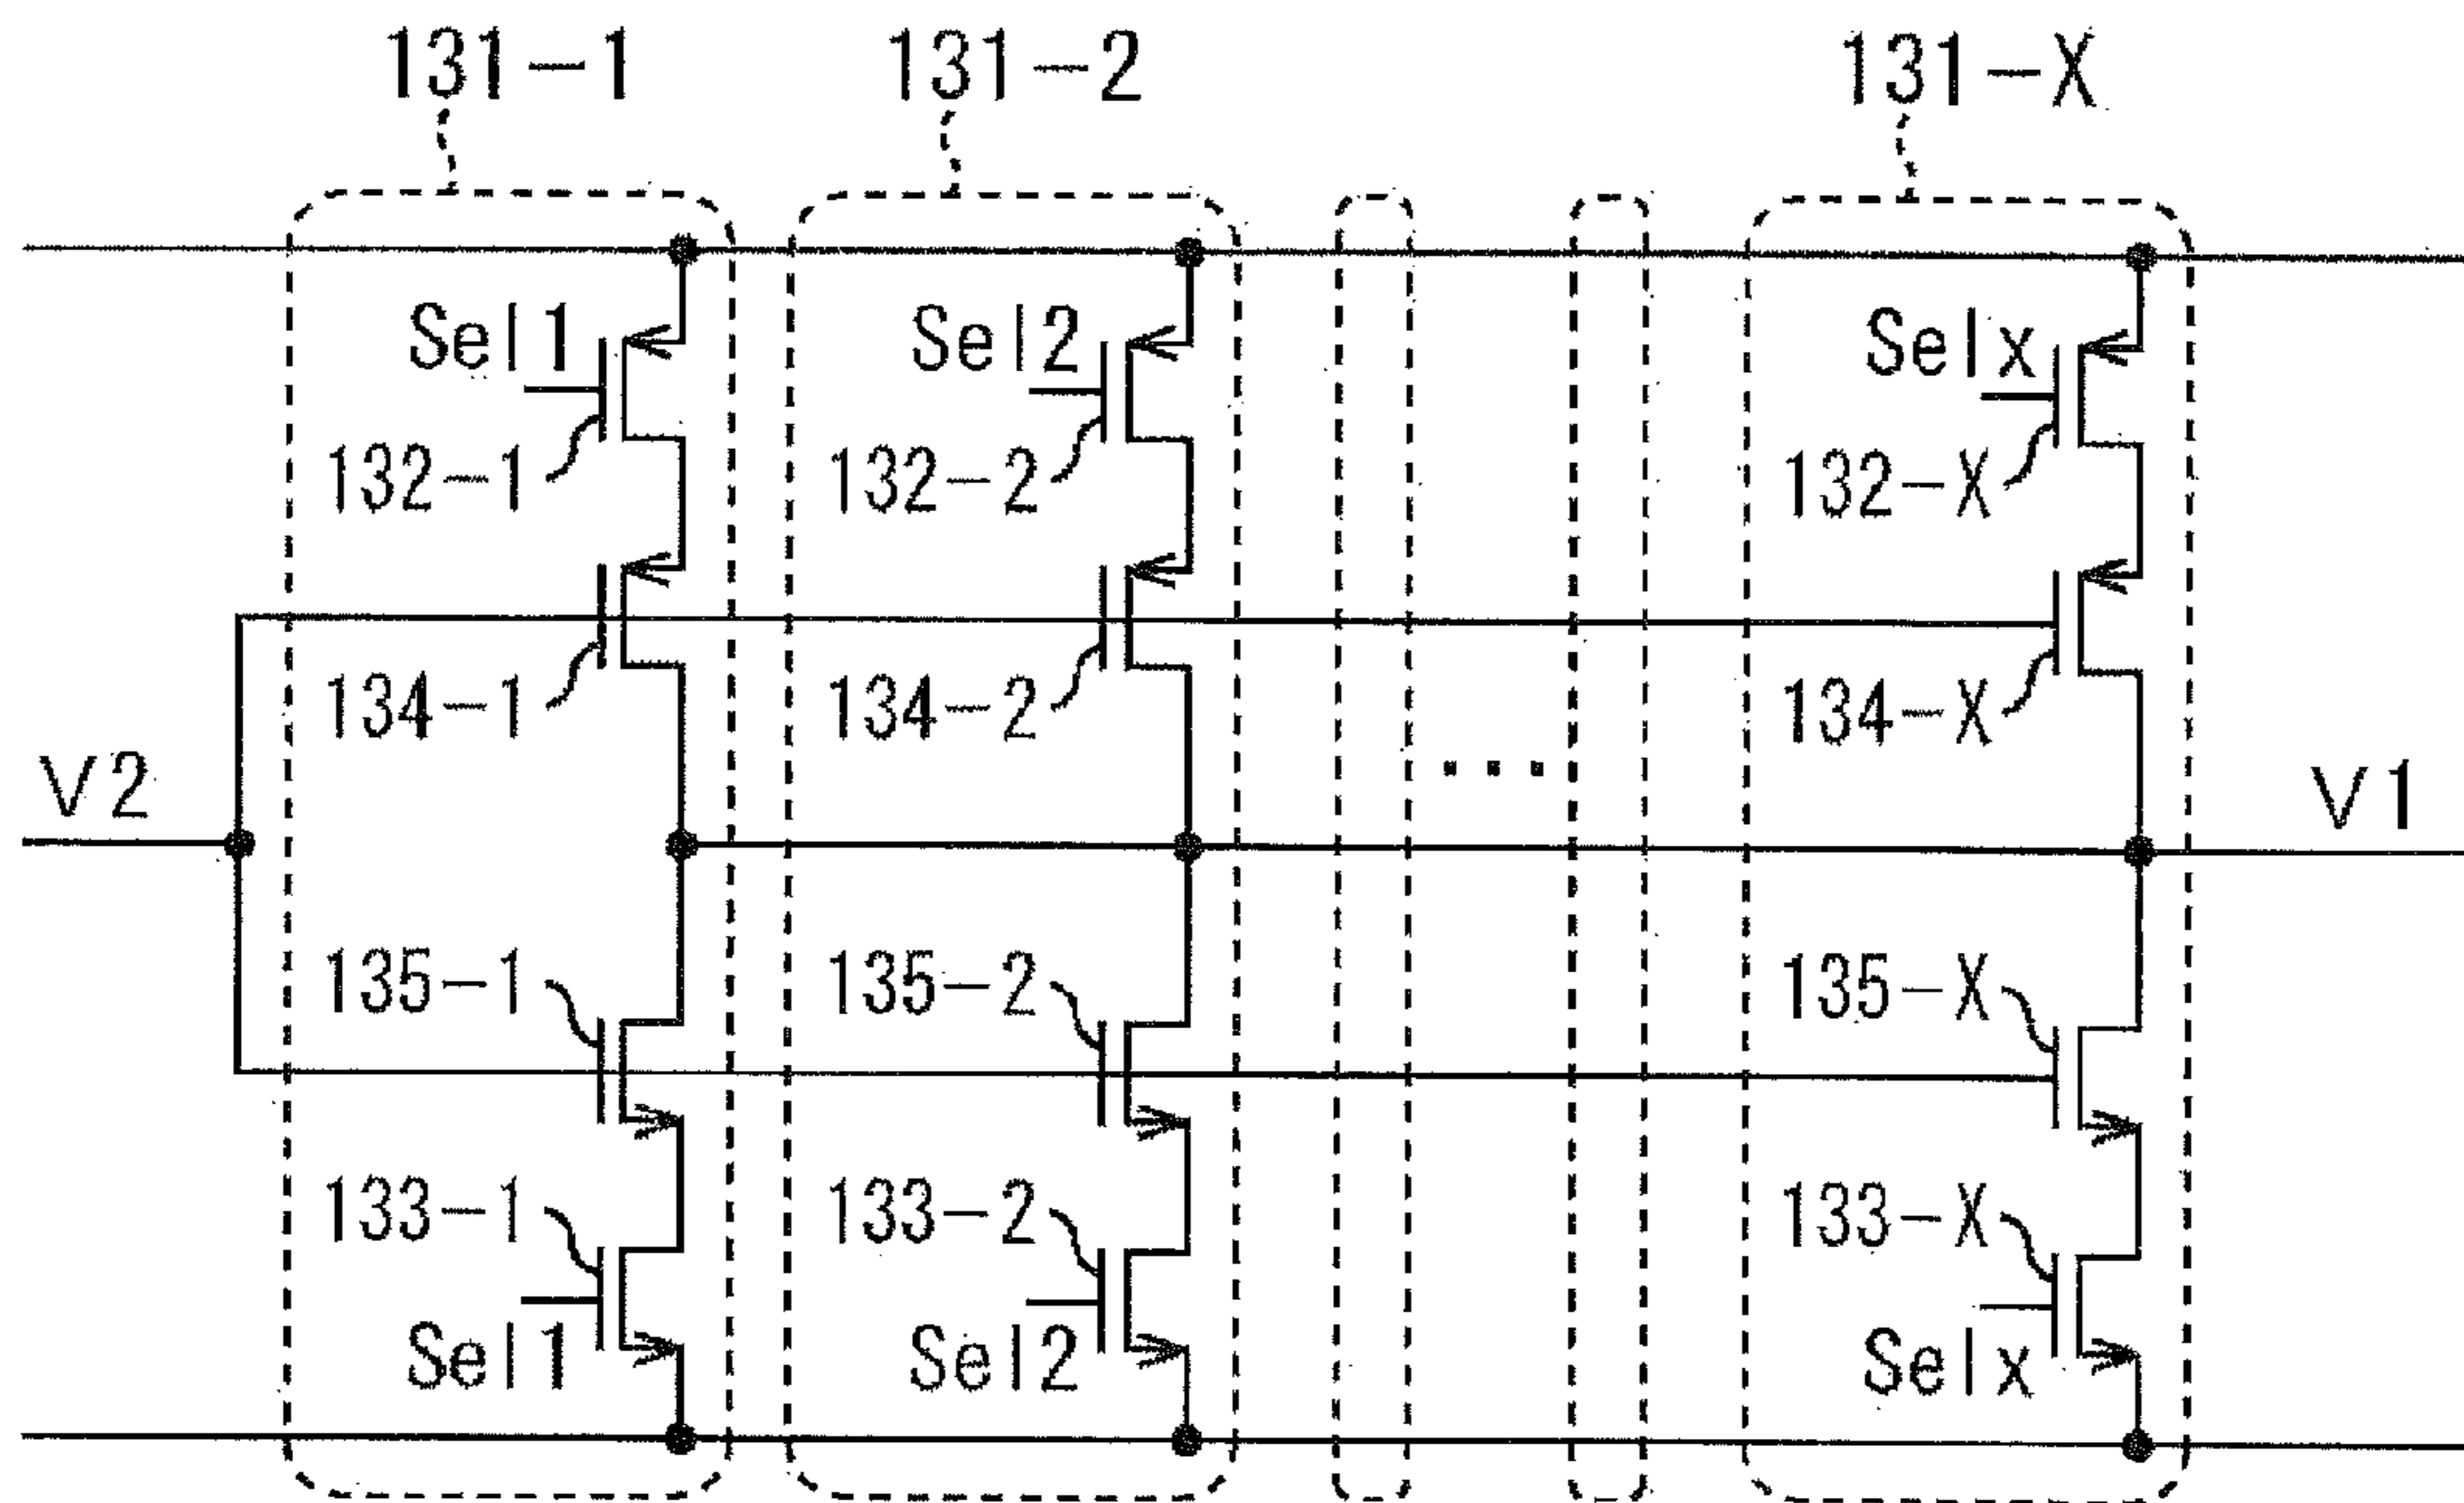 131-1 131-2 131-X
Sel1 Sel2 Selx
132-1 132-2 132-X
134-1 134-2 134-X
...
V2 V1
135-1 135-2 135-X
133-1 133-2 133-X
Sel1 Sel2 Selx